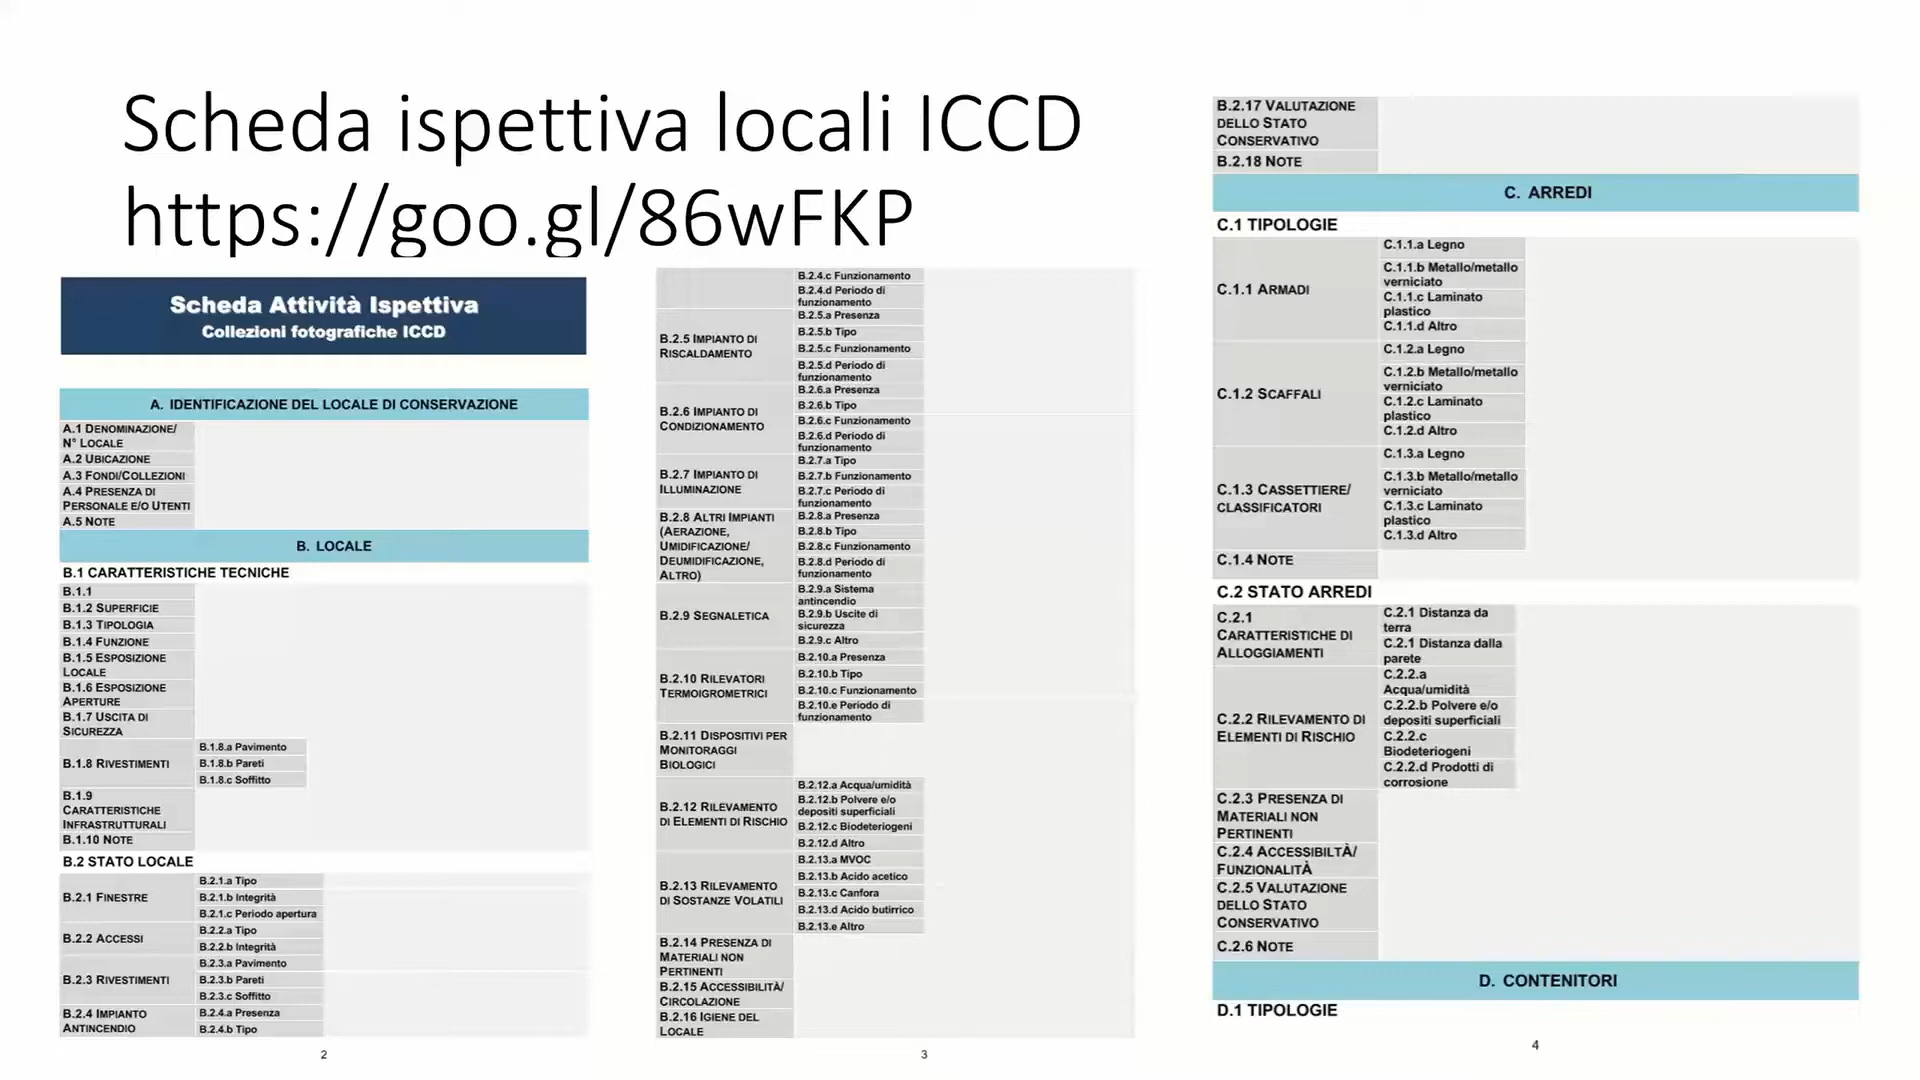 Scheda ispettiva locali ICCD
https://goo.gl/86wFKP
Scheda Attività Ispettiva
Collezioni fotografiche ICCD
A. IDENTIFICAZIONE DEL LOCALE DI CONSERVAZIONE
A.1 DENOMINAZIONE/
N° LOCALE
A.2 UBICAZIONE
A.3 FONDI/COLLEZIONI
A.4 PRESENZA DI
PERSONALE E/O UTENTI
A.5 NOTE
B. LOCALE
B.1 CARATTERISTICHE TECNICHE
B.1.1
B.1.2 SUPERFICIE
B.1.3 TIPOLOGIA
B.1.4 FUNZIONE
B.1.5 ESPOSIZIONE
LOCALE
B.1.6 ESPOSIZIONE
APERTURE
B.1.7 USCITA DI
SICUREZZA
B.1.8 RIVESTIMENTI
B.1.8.a Pavimento
B.1.8.b Pareti
B.1.8.c Soffitto
B.1.9
CARATTERISTICHE
INFRASTRUTTURALI
B.1.10 NOTE
B.2 STATO LOCALE
B.2.1 FINESTRE
B.2.1.a Tipo
B.2.1.b Integrità
B.2.1.c Periodo apertura
B.2.2 ACCESSI
B.2.2.a Tipo
B.2.2.b Integrità
B.2.3 RIVESTIMENTI
B.2.3.a Pavimento
B.2.3.b Pareti
B.2.3.c Soffitto
B.2.4 IMPIANTO
ANTINCENDIO
B.2.4.a Presenza
B.2.4.b Tipo
2
B.2.4.c Funzionamento
B.2.4.d Periodo di
funzionamento
B.2.5 IMPIANTO DI
RISCALDAMENTO
B.2.5.a Presenza
B.2.5.b Tipo
B.2.5.c Funzionamento
B.2.5.d Periodo di
funzionamento
B.2.6 IMPIANTO DI
CONDIZIONAMENTO
B.2.6.a Presenza
B.2.6.b Tipo
B.2.6.c Funzionamento
B.2.6.d Periodo di
funzionamento
B.2.7 IMPIANTO DI
ILLUMINAZIONE
B.2.7.a Tipo
B.2.7.b Funzionamento
B.2.7.c Periodo di
funzionamento
B.2.8 ALTRI IMPIANTI
(AERAZIONE,
UMIDIFICAZIONE/
DEUMIDIFICAZIONE,
ALTRO)
B.2.8.a Presenza
B.2.8.b Tipo
B.2.8.c Funzionamento
B.2.8.d Periodo di
funzionamento
B.2.9 SEGNALETICA
B.2.9.a Sistema
antincendio
B.2.9.b Uscite di
sicurezza
B.2.9.c Altro
B.2.10 RILEVATORI
TERMOIGROMETRICI
B.2.10.a Presenza
B.2.10.b Tipo
B.2.10.c Funzionamento
B.2.10.e Periodo di
funzionamento
B.2.11 DISPOSITIVI PER
MONITORAGGI
BIOLOGICI
B.2.12 RILEVAMENTO
DI ELEMENTI DI RISCHIO
B.2.12.a Acqua/umidità
B.2.12.b Polvere e/o
depositi superficiali
B.2.12.c Biodeteriogeni
B.2.12.d Altro
B.2.13 RILEVAMENTO
DI SOSTANZE VOLATILI
B.2.13.a MVOC
B.2.13.b Acido acetico
B.2.13.c Canfora
B.2.13.d Acido butirrico
B.2.13.e Altro
B.2.14 PRESENZA DI
MATERIALI NON
PERTINENTI
B.2.15 ACCESSIBILITÀ/
CIRCOLAZIONE
B.2.16 IGIENE DEL
LOCALE
3
B.2.17 VALUTAZIONE
DELLO STATO
CONSERVATIVO
B.2.18 NOTE
C. ARREDI
C.1 TIPOLOGIE
C.1.1 ARMADI
C.1.1.a Legno
C.1.1.b Metallo/metallo
verniciato
C.1.1.c Laminato
plastico
C.1.1.d Altro
C.1.2 SCAFFALI
C.1.2.a Legno
C.1.2.b Metallo/metallo
verniciato
C.1.2.c Laminato
plastico
C.1.2.d Altro
C.1.3 CASSETTIERE/
CLASSIFICATORI
C.1.3.a Legno
C.1.3.b Metallo/metallo
verniciato
C.1.3.c Laminato
plastico
C.1.3.d Altro
C.1.4 NOTE
C.2 STATO ARREDI
C.2.1
CARATTERISTICHE DI
ALLOGGIAMENTI
C.2.1 Distanza da
terra
C.2.1 Distanza dalla
parete
C.2.2 RILEVAMENTO DI
ELEMENTI DI RISCHIO
C.2.2.a
Acqua/umidità
C.2.2.b Polvere e/o
depositi superficiali
C.2.2.c
Biodeteriogeni
C.2.2.d Prodotti di
corrosione
C.2.3 PRESENZA DI
MATERIALI NON
PERTINENTI
C.2.4 ACCESSIBILTÀ/
FUNZIONALITÀ
C.2.5 VALUTAZIONE
DELLO STATO
CONSERVATIVO
C.2.6 NOTE
D. CONTENITORI
D.1 TIPOLOGIE
4